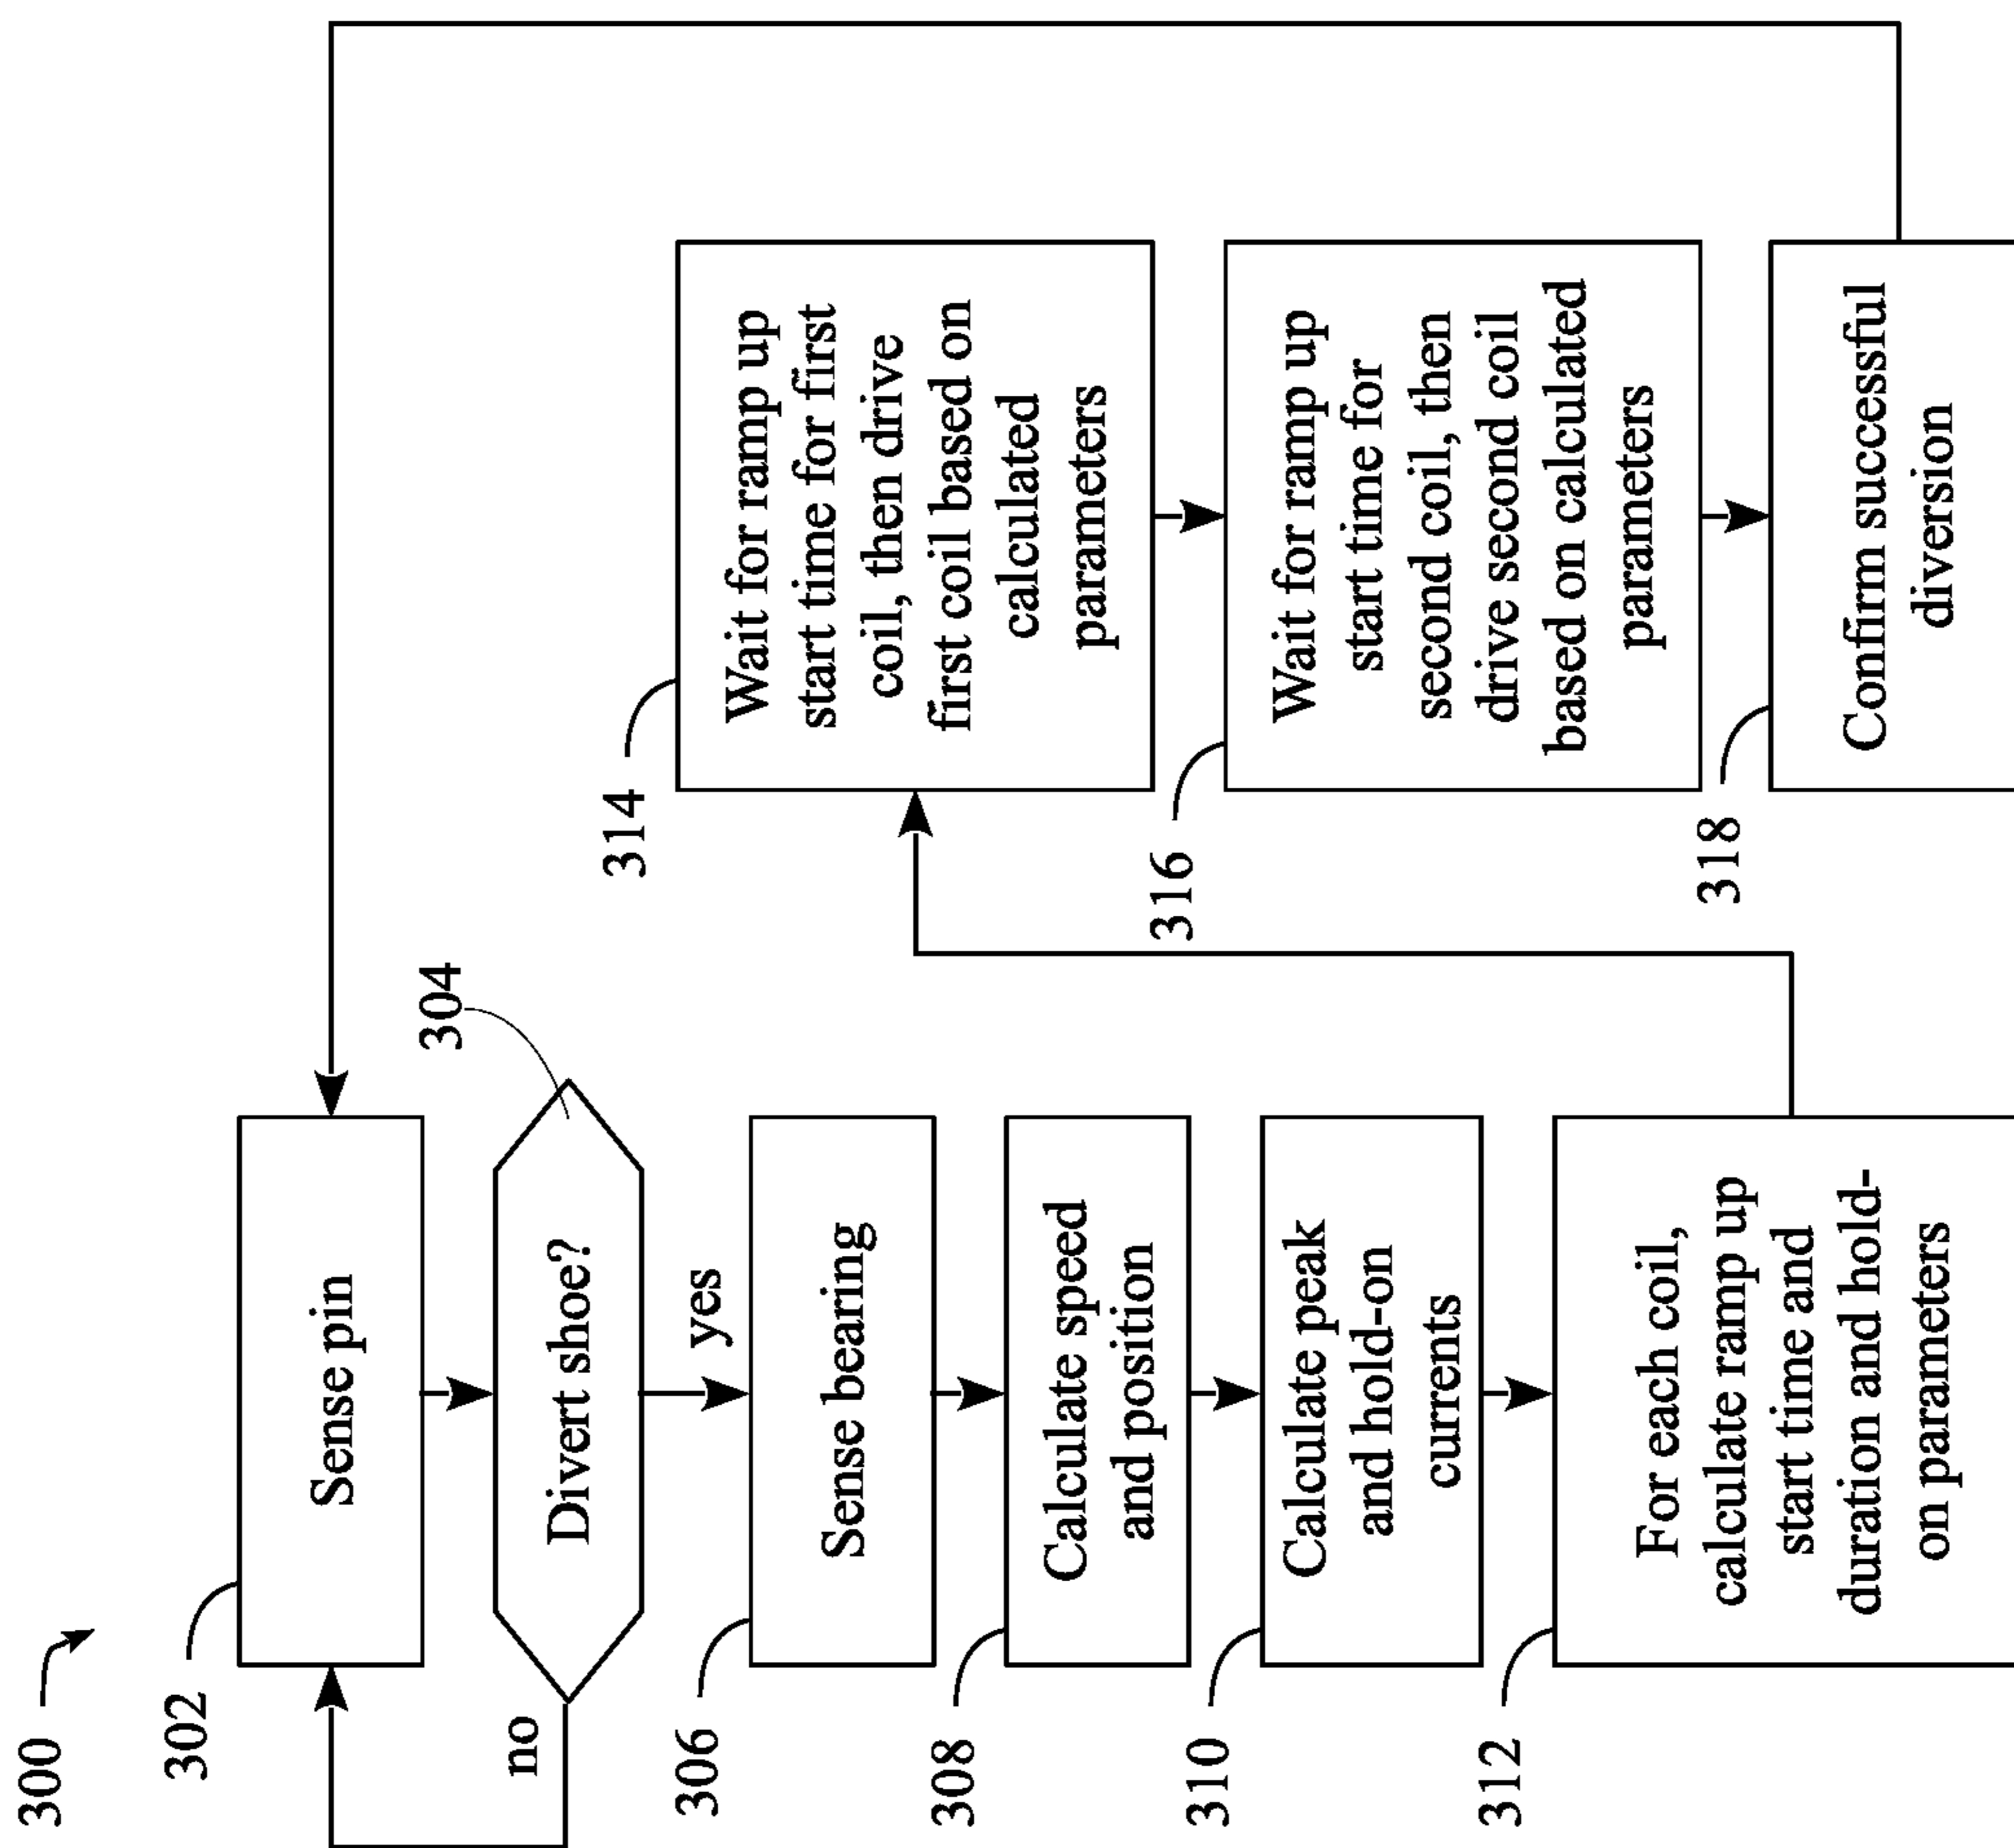 300
302
Sense pin
304
Divert shoe?
no
yes
306
Sense bearing
308
Calculate speed
and position
310
Calculate peak
and hold-on
currents
312
For each coil,
calculate ramp up
start time and
duration and hold-
on parameters
314
Wait for ramp up
start time for first
coil, then drive
first coil based on
calculated
parameters
316
Wait for ramp up
start time for
second coil, then
drive second coil
based on calculated
parameters
318
Confirm successful
diversion